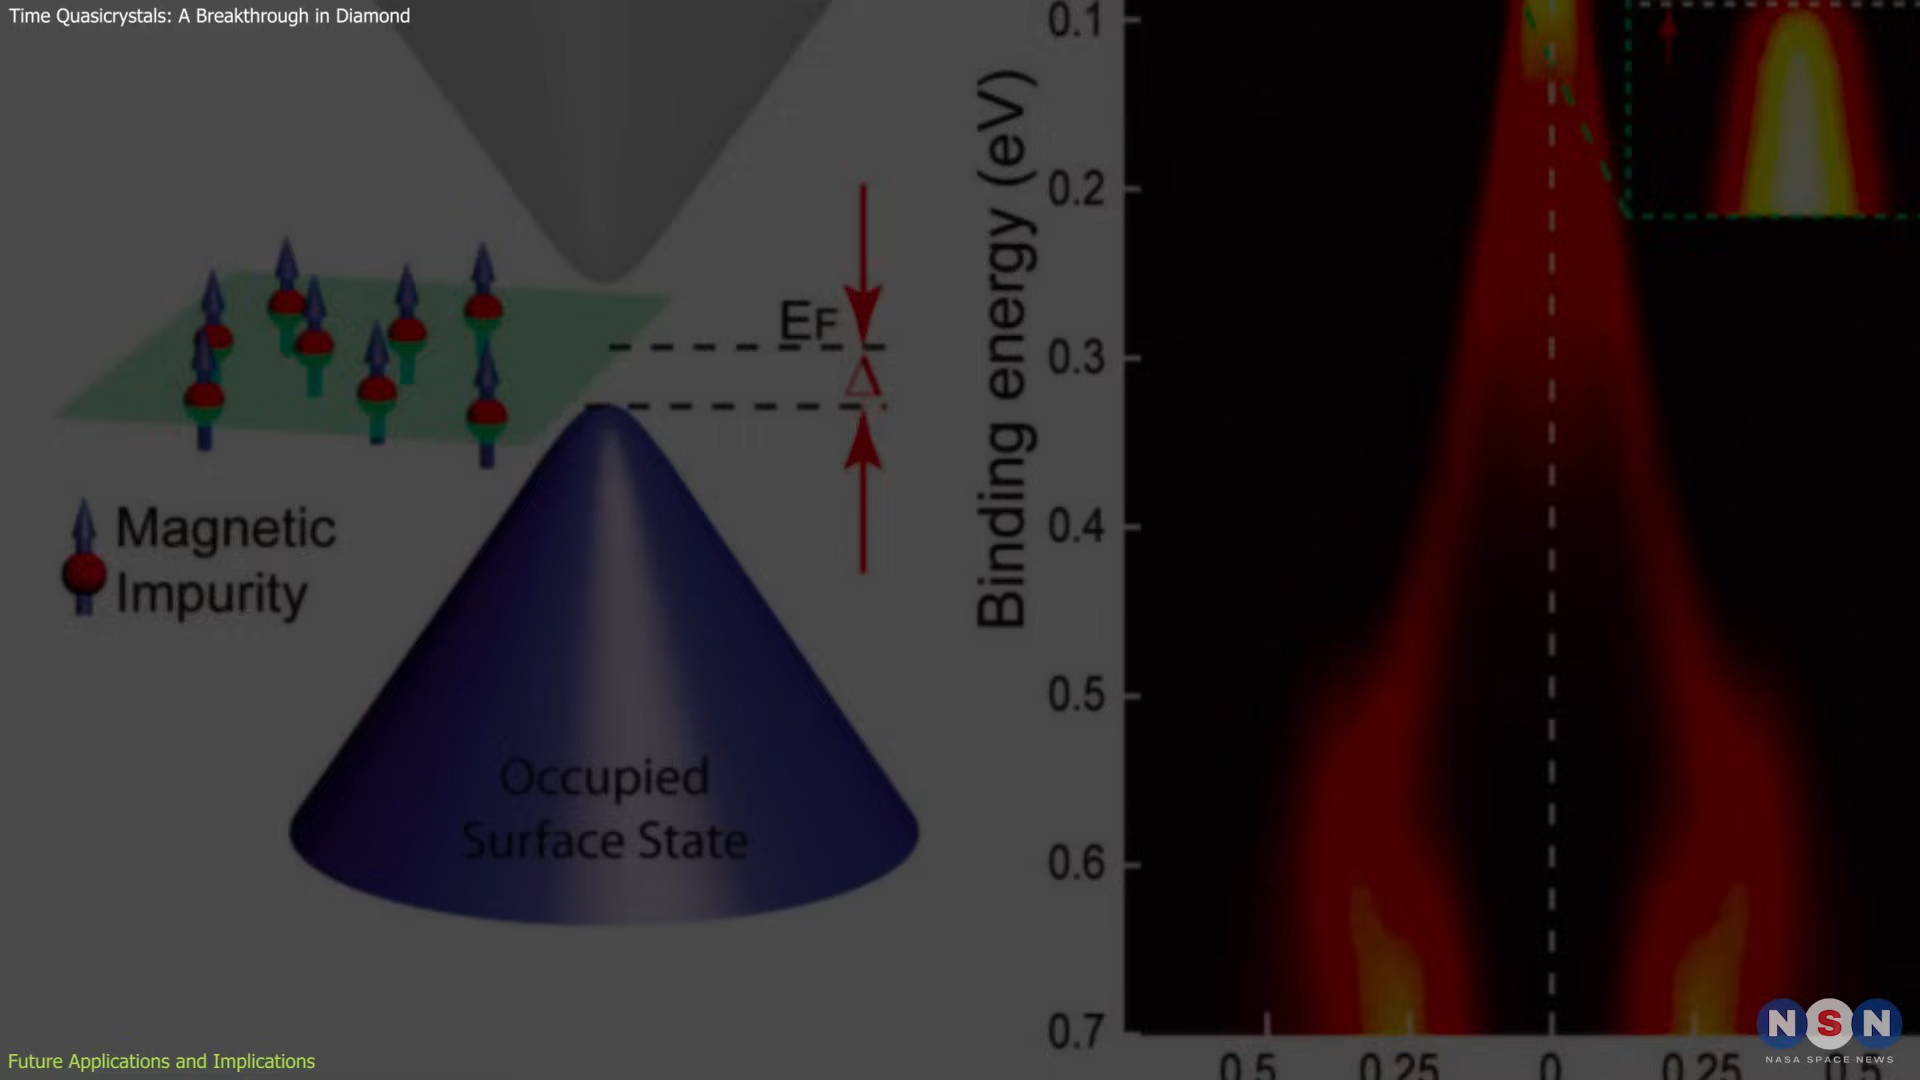 Time Quasicrystals: A Breakthrough in Diamond
EF
Δ
Magnetic
Impurity
Occupied
Surface State
Binding energy (eV)
0.1
0.2
0.3
0.4
0.5
0.6
0.7
0.5 0.25 0 0.25 0.5
Future Applications and Implications
NSN
NASA SPACE NEWS